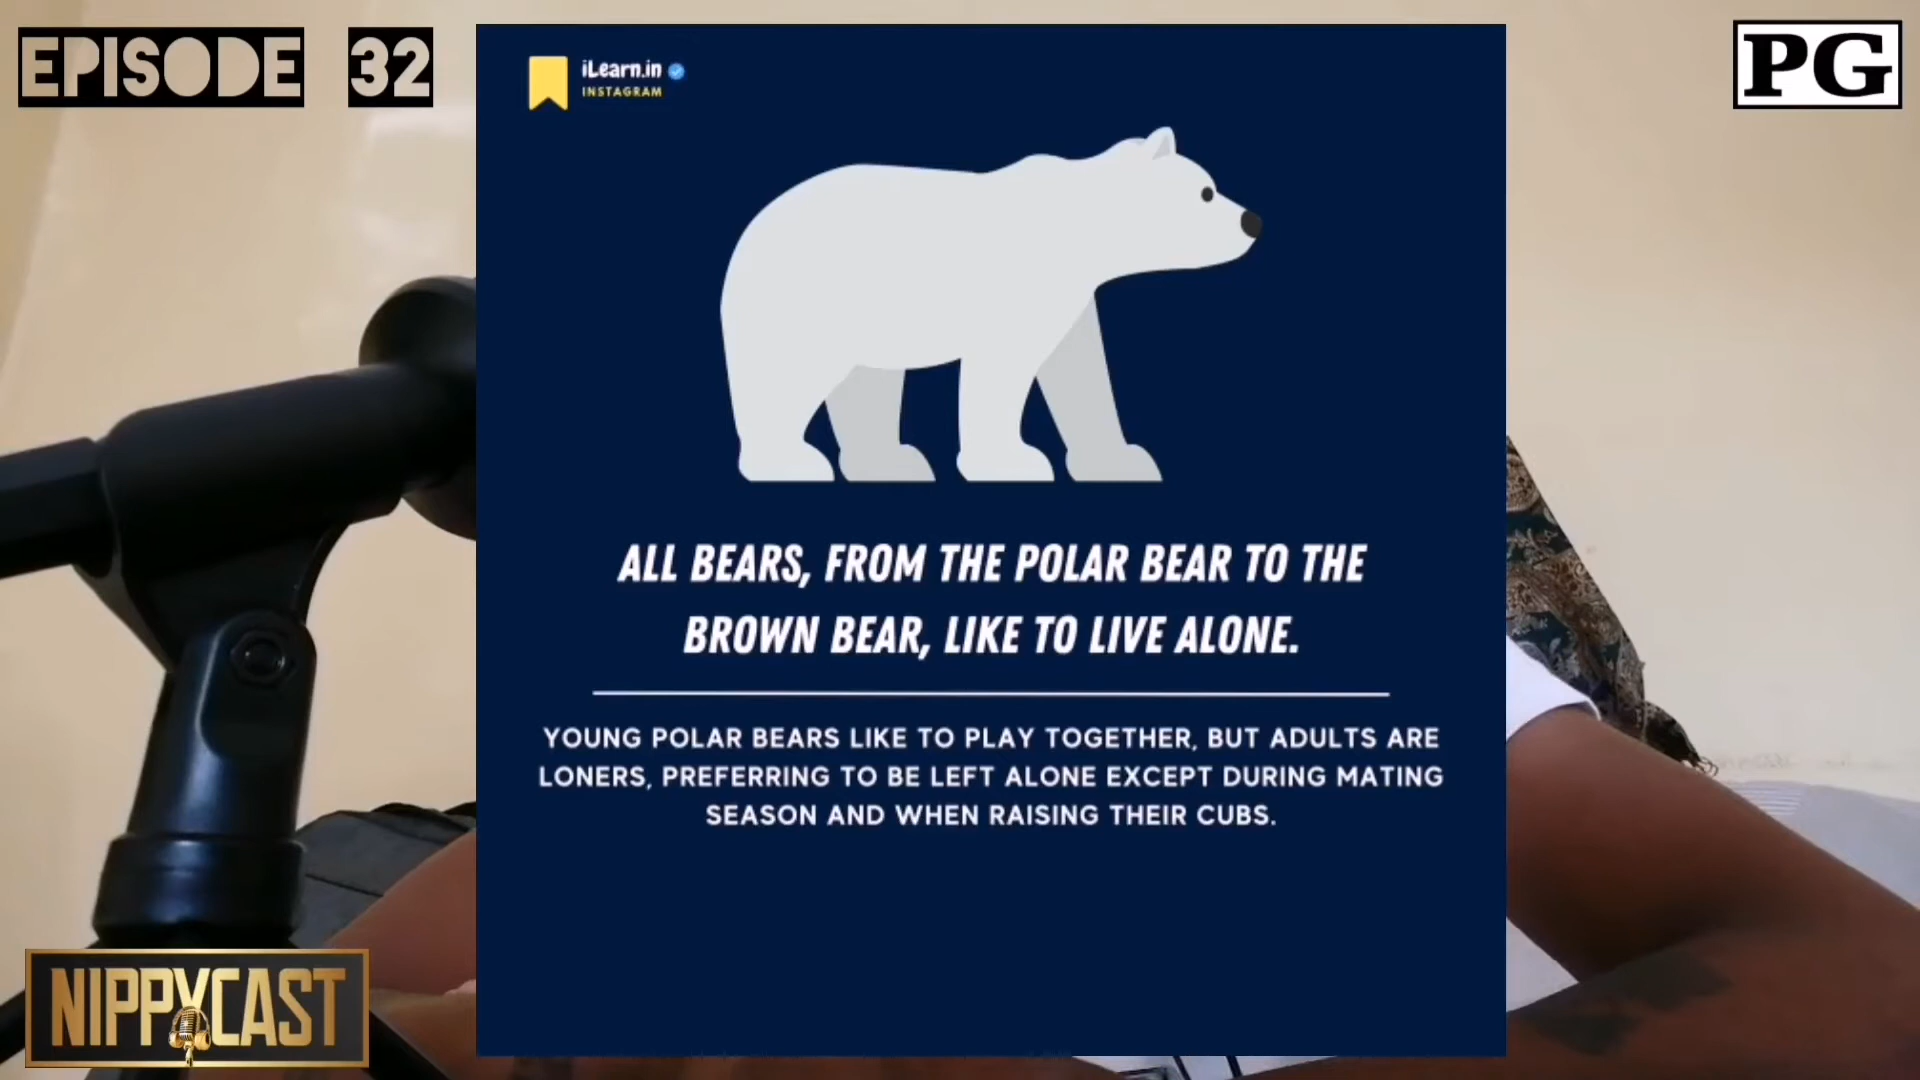 EPISODE 32
PG
iLearn.in
INSTAGRAM
ALL BEARS, FROM THE POLAR BEAR TO THE
BROWN BEAR, LIKE TO LIVE ALONE.
YOUNG POLAR BEARS LIKE TO PLAY TOGETHER, BUT ADULTS ARE
LONERS, PREFERRING TO BE LEFT ALONE EXCEPT DURING MATING
SEASON AND WHEN RAISING THEIR CUBS.
NIPPYCAST